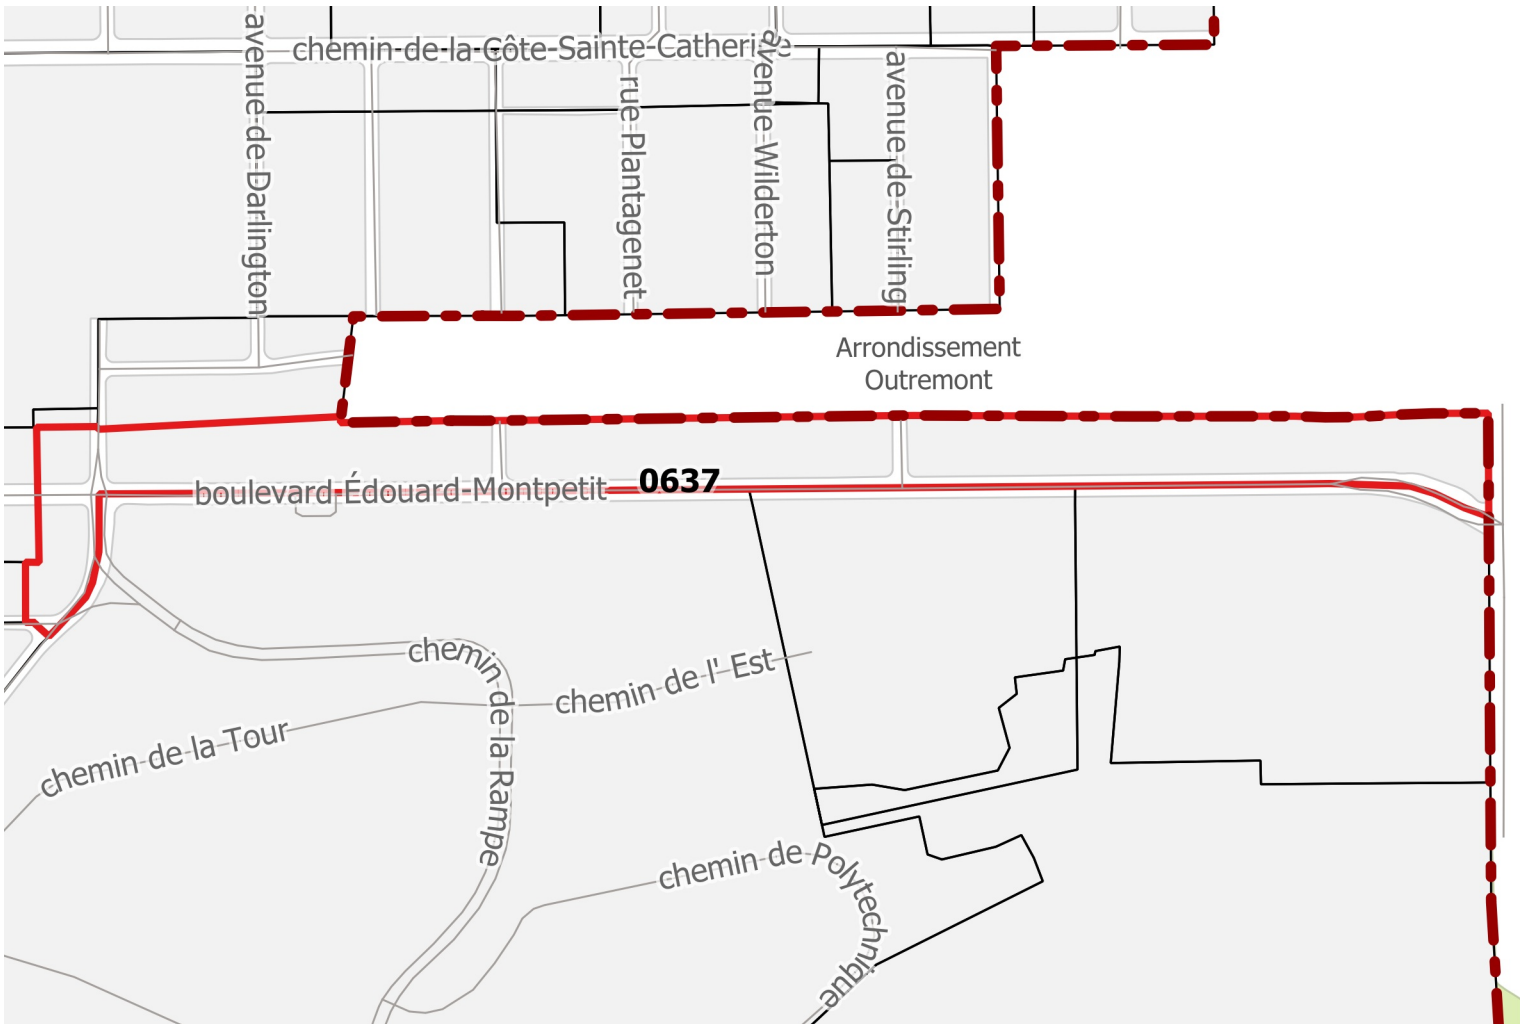 chemin-de-la-Côte-Sainte-Catherine
avenue-de-Darlington
rue-Plantagenet
avenue-Wilderton
avenue-de-Stirling
Arrondissement
Outremont
boulevard-Édouard-Montpetit
0637
chemin-de-la-Rampe
chemin de l' Est
chemin de la Tour
chemin de Polytechnique